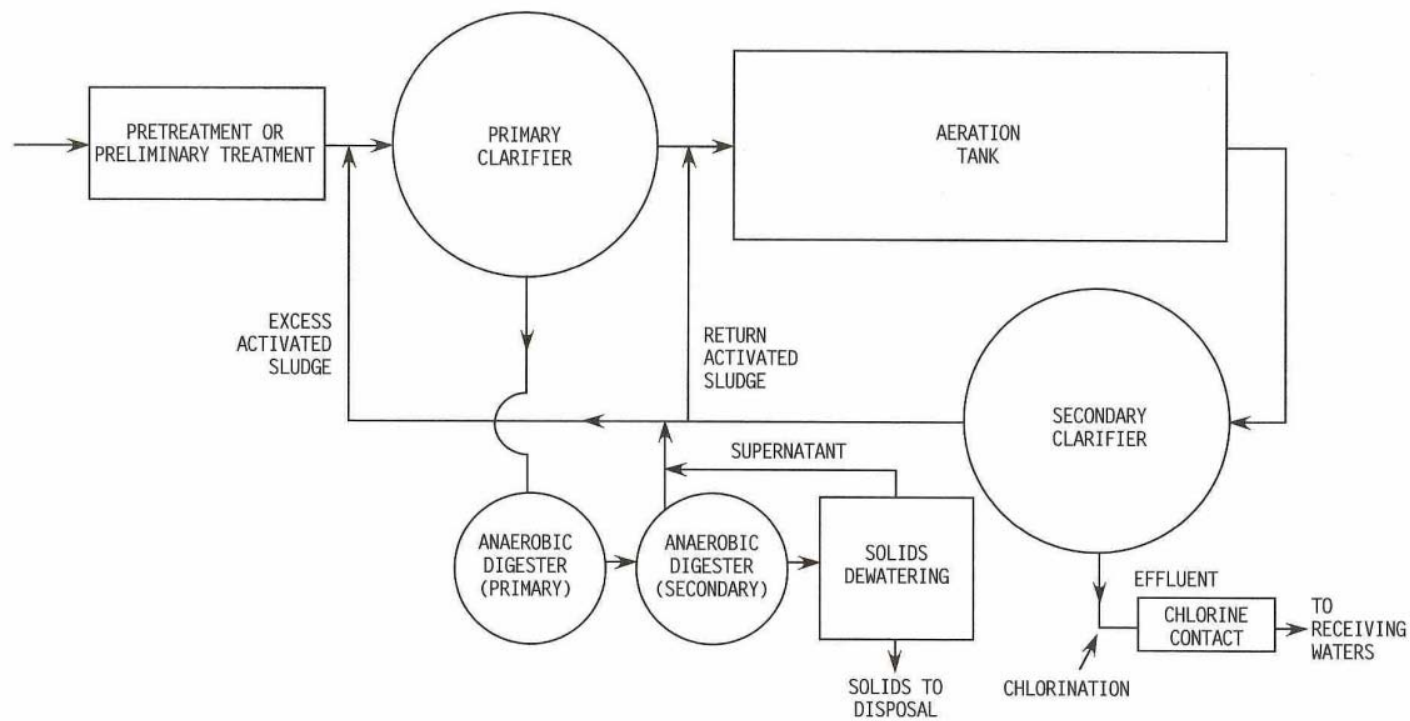 PRETREATMENT OR
PRELIMINARY TREATMENT
PRIMARY
CLARIFIER
AERATION
TANK
EXCESS
ACTIVATED
SLUDGE
RETURN
ACTIVATED
SLUDGE
SECONDARY
CLARIFIER
SUPERNATANT
ANAEROBIC
DIGESTER
(PRIMARY)
ANAEROBIC
DIGESTER
(SECONDARY)
SOLIDS
DEWATERING
EFFLUENT
CHLORINE
CONTACT
TO
RECEIVING
WATERS
SOLIDS TO
DISPOSAL
CHLORINATION